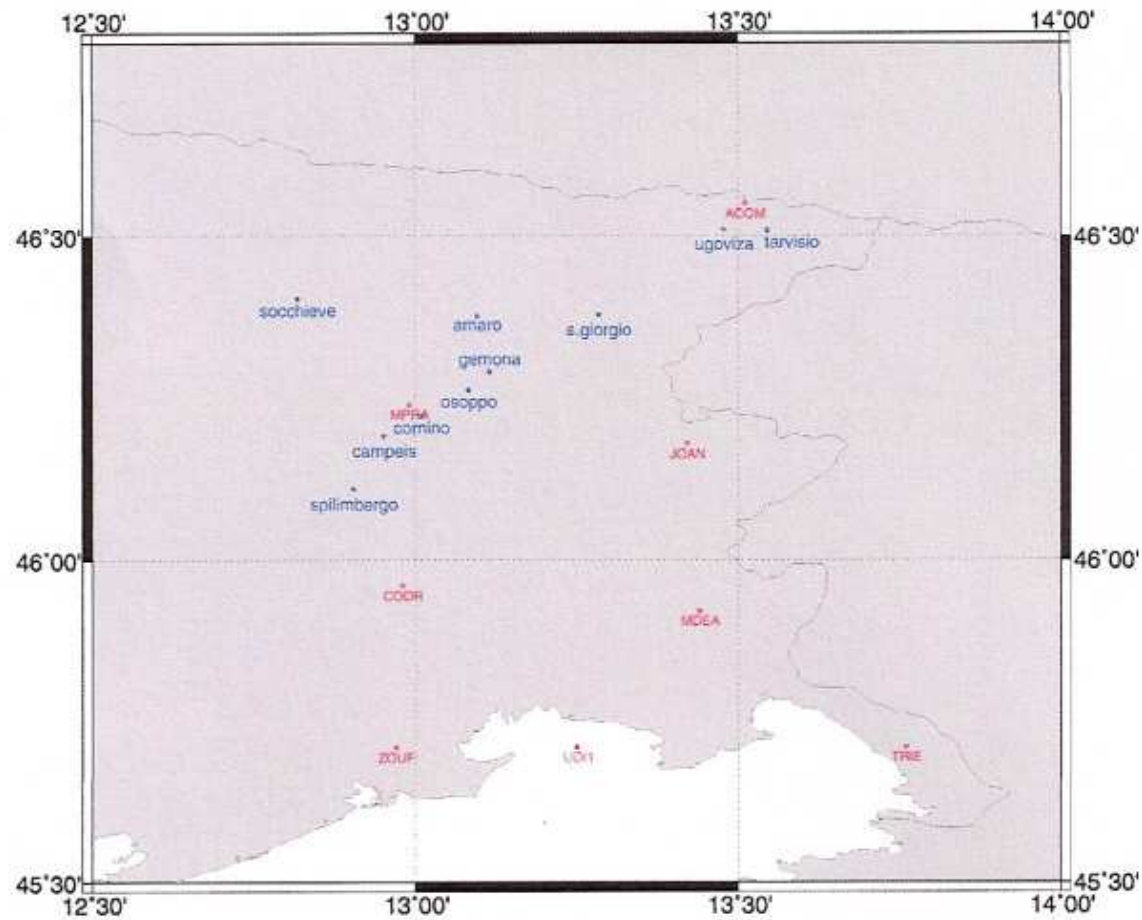 12˚30' 13˚00' 13˚30' 14˚00'
ACOM
46˚30' 46˚30'
ugoviza tarvisio
socchieve
amaro s.giorgio
gemona
osoppo
MPRA
comino
campeis JOAN
spilimbergo
46˚00' 46˚00'
CODR
MDEA
ZOUF UDI1 TRIE
45˚30' 45˚30'
12˚30' 13˚00' 13˚30' 14˚00'